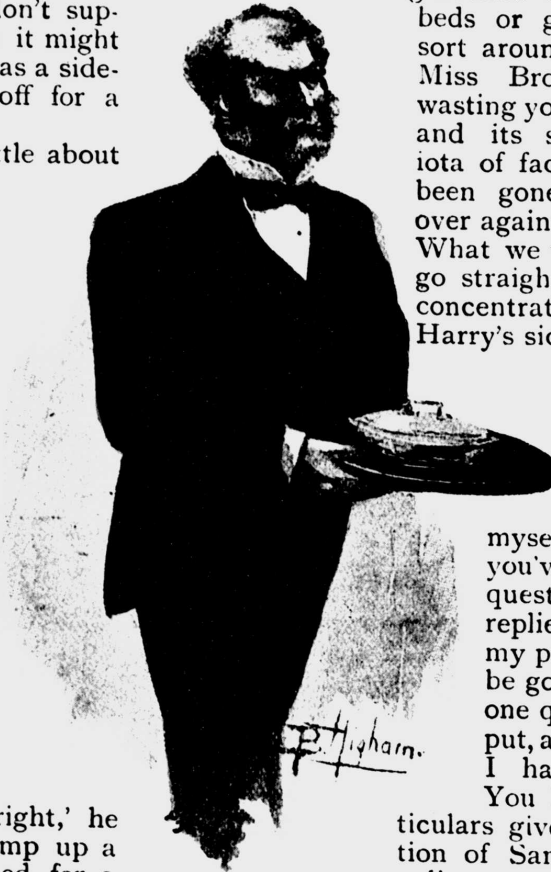 on't sup-
it might
as a side-
off for a
ttle about
right,' he
mp up a
beds or g
sort aroun
Miss Bro
wasting yo
and its s
iota of fac
been gone
over again
What we
go straigh
concentrat
Harry's sid
B. Higham.
myse
you'v
quest
replie
my p
be go
one q
put, a
I ha
You
ticulars give
tion of Sar